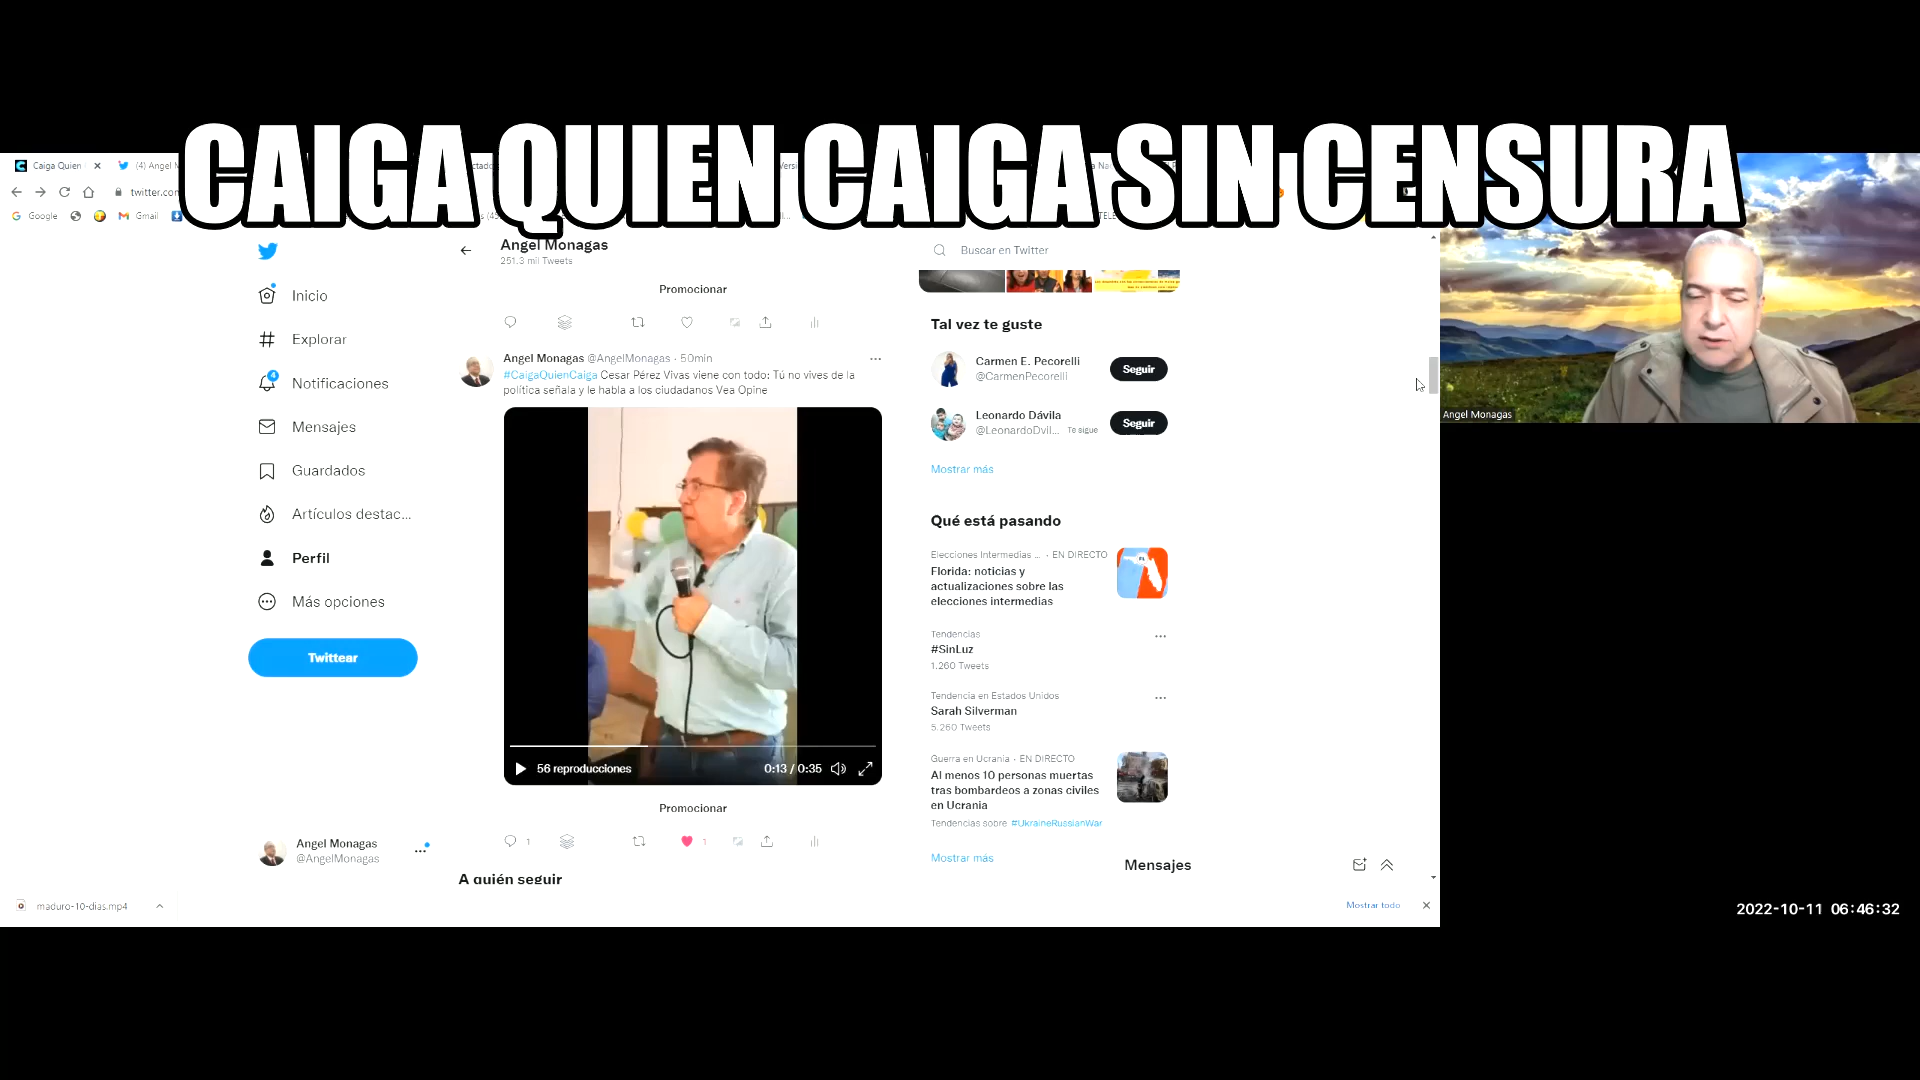 CAIGA QUIEN CAIGA SIN CENSURA
Caiga Quien
(4) Angel M
twitter.com
Google
Gmail
Angel Monagas
251.3 mil Tweets
Buscar en Twitter
Inicio
Explorar
4
Notificaciones
Mensajes
Guardados
Artículos destac...
Perfil
Más opciones
Twittear
Angel Monagas
@AngelMonagas
Promocionar
Angel Monagas @AngelMonagas · 50min
#CaigaQuienCaiga Cesar Pérez Vivas viene con todo: Tú no vives de la
política señala y le habla a los ciudadanos Vea Opine
56 reproducciones
0:13 / 0:35
Promocionar
1
1
A quién seguir
Tal vez te guste
Carmen E. Pecorelli
@CarmenPecorelli
Seguir
Leonardo Dávila
@LeonardoDvil... Te sigue
Seguir
Mostrar más
Qué está pasando
Elecciones Intermedias ... · EN DIRECTO
Florida: noticias y
actualizaciones sobre las
elecciones intermedias
Tendencias
#SinLuz
1.260 Tweets
Tendencia en Estados Unidos
Sarah Silverman
5.260 Tweets
Guerra en Ucrania · EN DIRECTO
Al menos 10 personas muertas
tras bombardeos a zonas civiles
en Ucrania
Tendencias sobre #UkraineRussianWar
Mostrar más
Mensajes
Angel Monagas
maduro-10-dias.mp4
Mostrar todo
2022-10-11 06:46:32